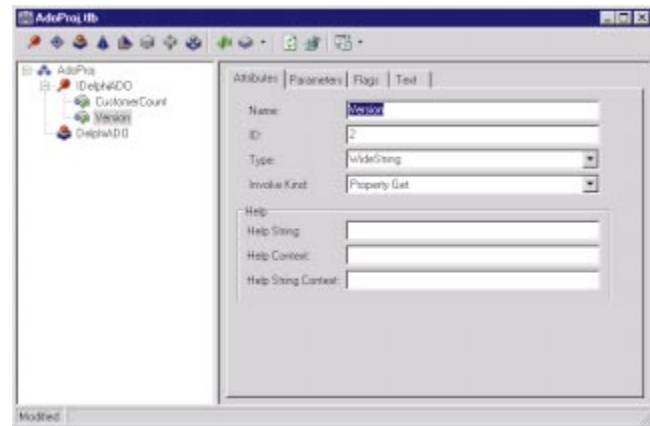 AdoProj.tlb
AdoProj
IDelphiADO
CustomerCount
Version
DelphiADO
Attributes Parameters Flags Text
Name: Version
ID: 2
Type: WideString
Invoke Kind: Property Get
Help
Help String:
Help Context:
Help String Context:
Modified